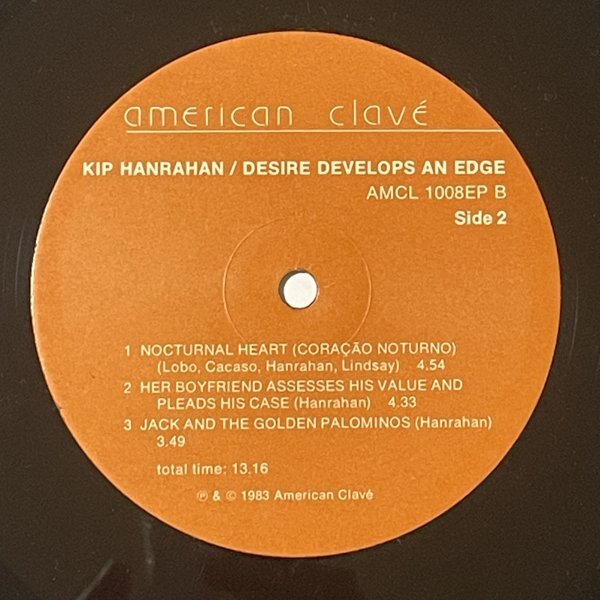 american clavé
KIP HANRAHAN / DESIRE DEVELOPS AN EDGE
AMCL 1008EP B
Side 2
1 NOCTURNAL HEART (CORAÇÃO NOTURNO)
(Lobo, Cacaso, Hanrahan, Lindsay) 4.54
2 HER BOYFRIEND ASSESSES HIS VALUE AND
PLEADS HIS CASE (Hanrahan) 4.33
3 JACK AND THE GOLDEN PALOMINOS (Hanrahan)
3.49
total time: 13.16
℗ & © 1983 American Clavé